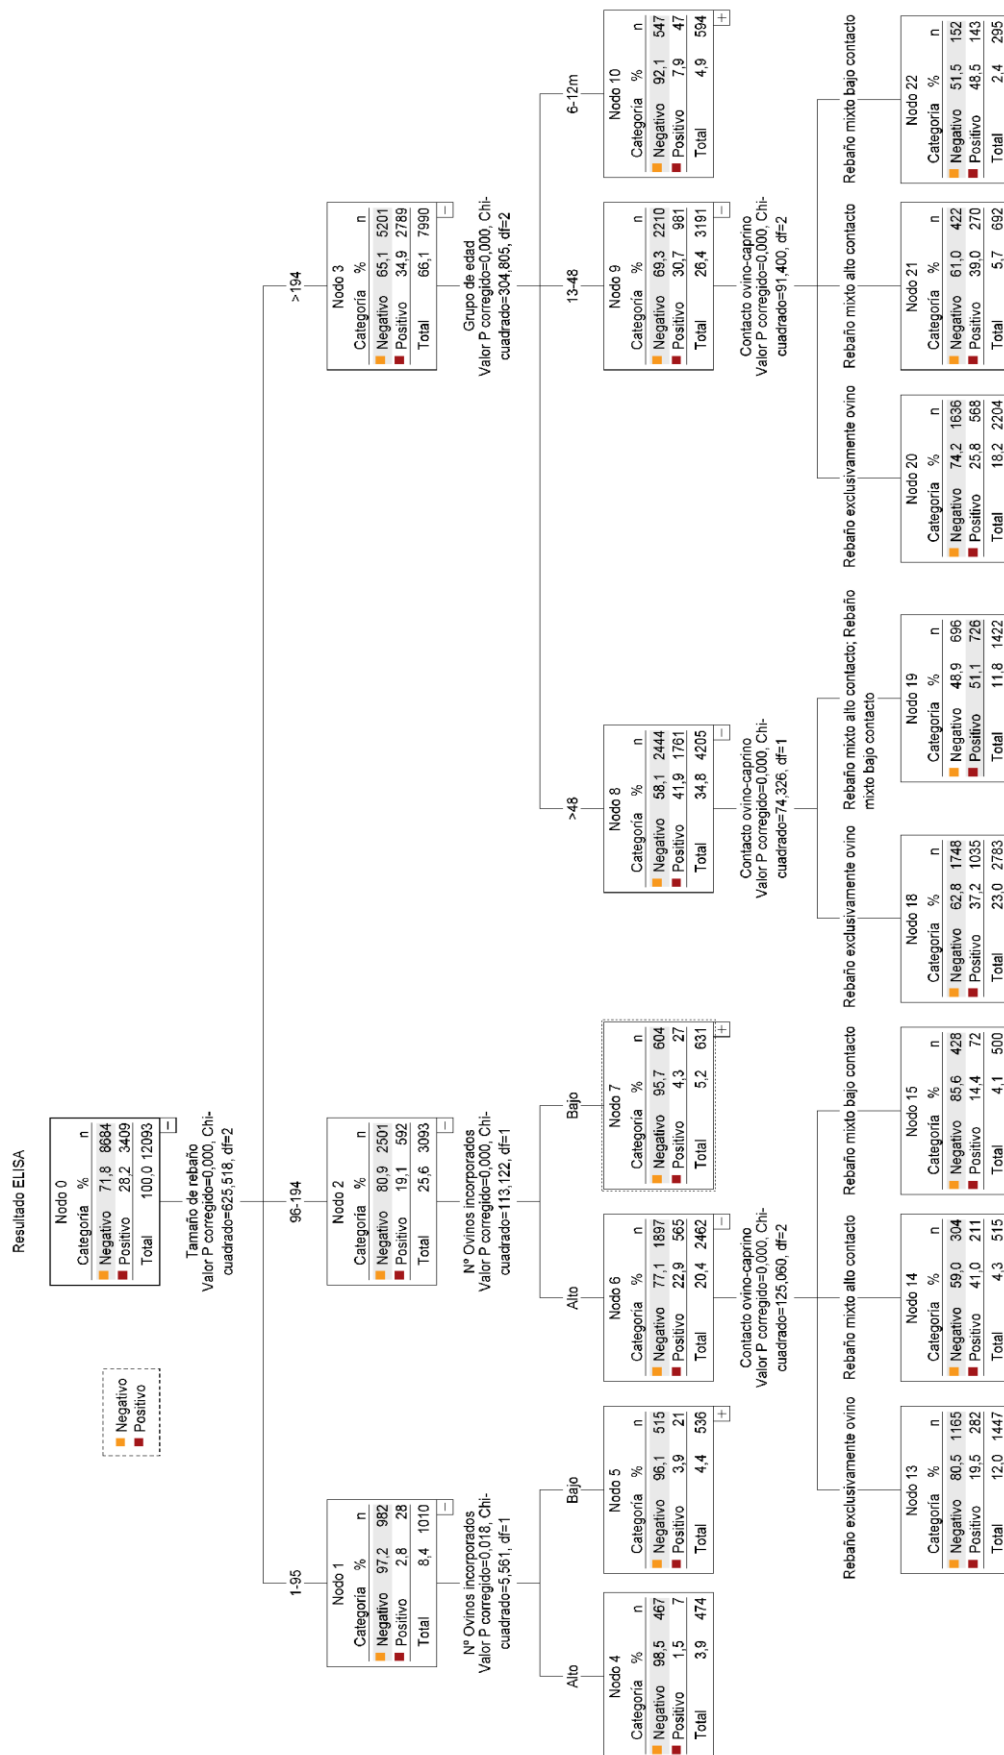 Resultado ELISA
Negativo
Positivo
Nodo 0
Categoría % n
Negativo 71,8 8684
Positivo 28,2 3409
Total 100,0 12093
Tamaño de rebaño
Valor P corregido=0,000, Chi-
cuadrado=625,518, df=2
1-95
96-194
>194
Nodo 1
Categoría % n
Negativo 97,2 982
Positivo 2,8 28
Total 8,4 1010
Nº Ovinos incorporados
Valor P corregido=0,018, Chi-
cuadrado=5,561, df=1
Nodo 2
Categoría % n
Negativo 80,9 2501
Positivo 19,1 592
Total 25,6 3093
Nº Ovinos incorporados
Valor P corregido=0,000, Chi-
cuadrado=113,122, df=1
Nodo 3
Categoría % n
Negativo 65,1 5201
Positivo 34,9 2789
Total 66,1 7990
Grupo de edad
Valor P corregido=0,000, Chi-
cuadrado=304,805, df=2
Alto
Bajo
Alto
Bajo
>48
13-48
6-12m
Nodo 4
Categoría % n
Negativo 98,5 467
Positivo 1,5 7
Total 3,9 474
Nodo 5
Categoría % n
Negativo 96,1 515
Positivo 3,9 21
Total 4,4 536
Nodo 6
Categoría % n
Negativo 77,1 1897
Positivo 22,9 565
Total 20,4 2462
Contacto ovino-caprino
Valor P corregido=0,000, Chi-
cuadrado=125,060, df=2
Nodo 7
Categoría % n
Negativo 95,7 604
Positivo 4,3 27
Total 5,2 631
Nodo 8
Categoría % n
Negativo 58,1 2444
Positivo 41,9 1761
Total 34,8 4205
Contacto ovino-caprino
Valor P corregido=0,000, Chi-
cuadrado=74,326, df=1
Nodo 9
Categoría % n
Negativo 69,3 2210
Positivo 30,7 981
Total 26,4 3191
Contacto ovino-caprino
Valor P corregido=0,000, Chi-
cuadrado=91,400, df=2
Nodo 10
Categoría % n
Negativo 92,1 547
Positivo 7,9 47
Total 4,9 594
Rebaño exclusivamente ovino
Rebaño mixto alto contacto
Rebaño mixto bajo contacto
Rebaño exclusivamente ovino
Rebaño mixto alto contacto; Rebaño
mixto bajo contacto
Rebaño exclusivamente ovino
Rebaño mixto alto contacto
Rebaño mixto bajo contacto
Nodo 13
Categoría % n
Negativo 80,5 1165
Positivo 19,5 282
Total 12,0 1447
Nodo 14
Categoría % n
Negativo 59,0 304
Positivo 41,0 211
Total 4,3 515
Nodo 15
Categoría % n
Negativo 85,6 428
Positivo 14,4 72
Total 4,1 500
Nodo 18
Categoría % n
Negativo 62,8 1748
Positivo 37,2 1035
Total 23,0 2783
Nodo 19
Categoría % n
Negativo 48,9 696
Positivo 51,1 726
Total 11,8 1422
Nodo 20
Categoría % n
Negativo 74,2 1636
Positivo 25,8 568
Total 18,2 2204
Nodo 21
Categoría % n
Negativo 61,0 422
Positivo 39,0 270
Total 5,7 692
Nodo 22
Categoría % n
Negativo 51,5 152
Positivo 48,5 143
Total 2,4 295